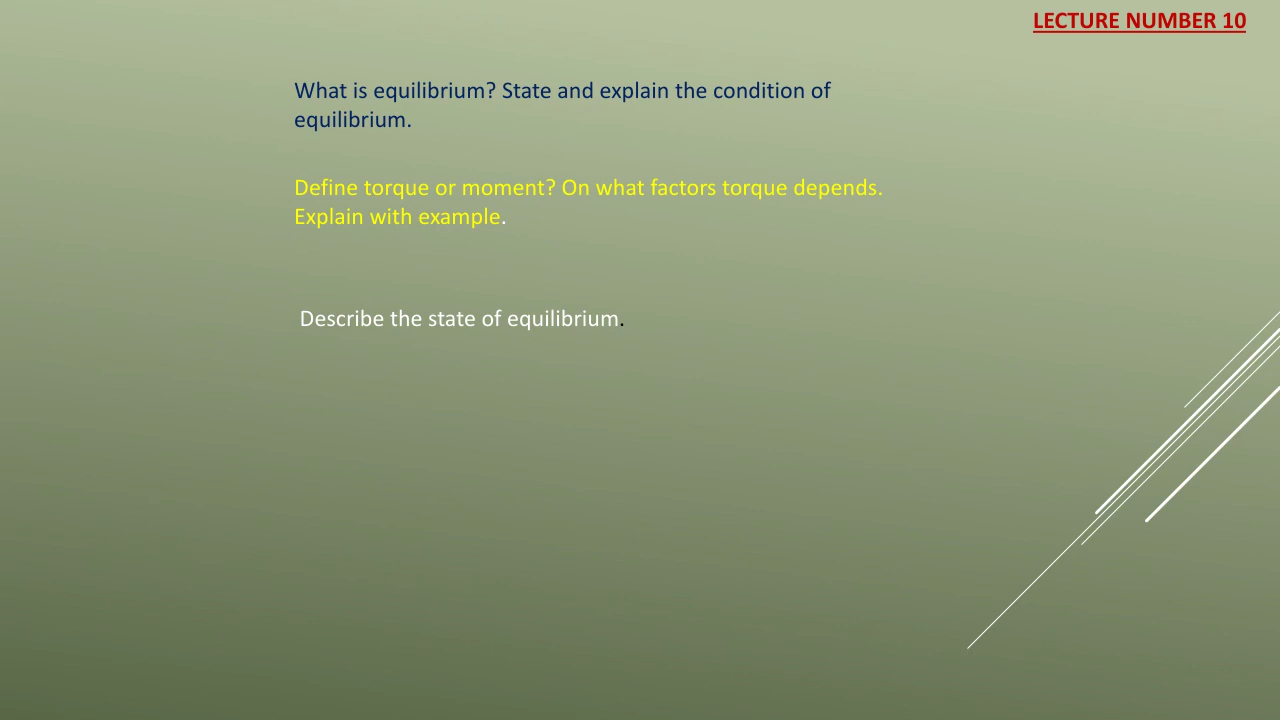 LECTURE NUMBER 10
What is equilibrium? State and explain the condition of
equilibrium.
Define torque or moment? On what factors torque depends.
Explain with example.
Describe the state of equilibrium.